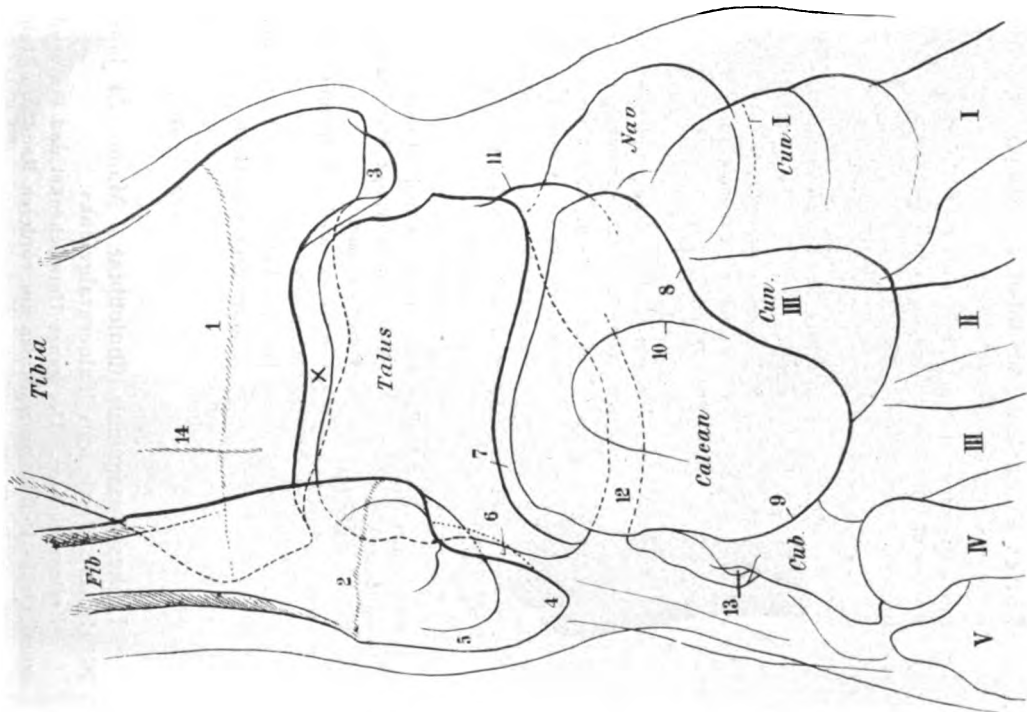 Tibia
Fib.
14
1
3
X
Talus
2
5
4
6
7
11
Nav
Cun. I
8
10
Calcan
12
9
Cun. III
13
Cub.
I
II
III
IV
V